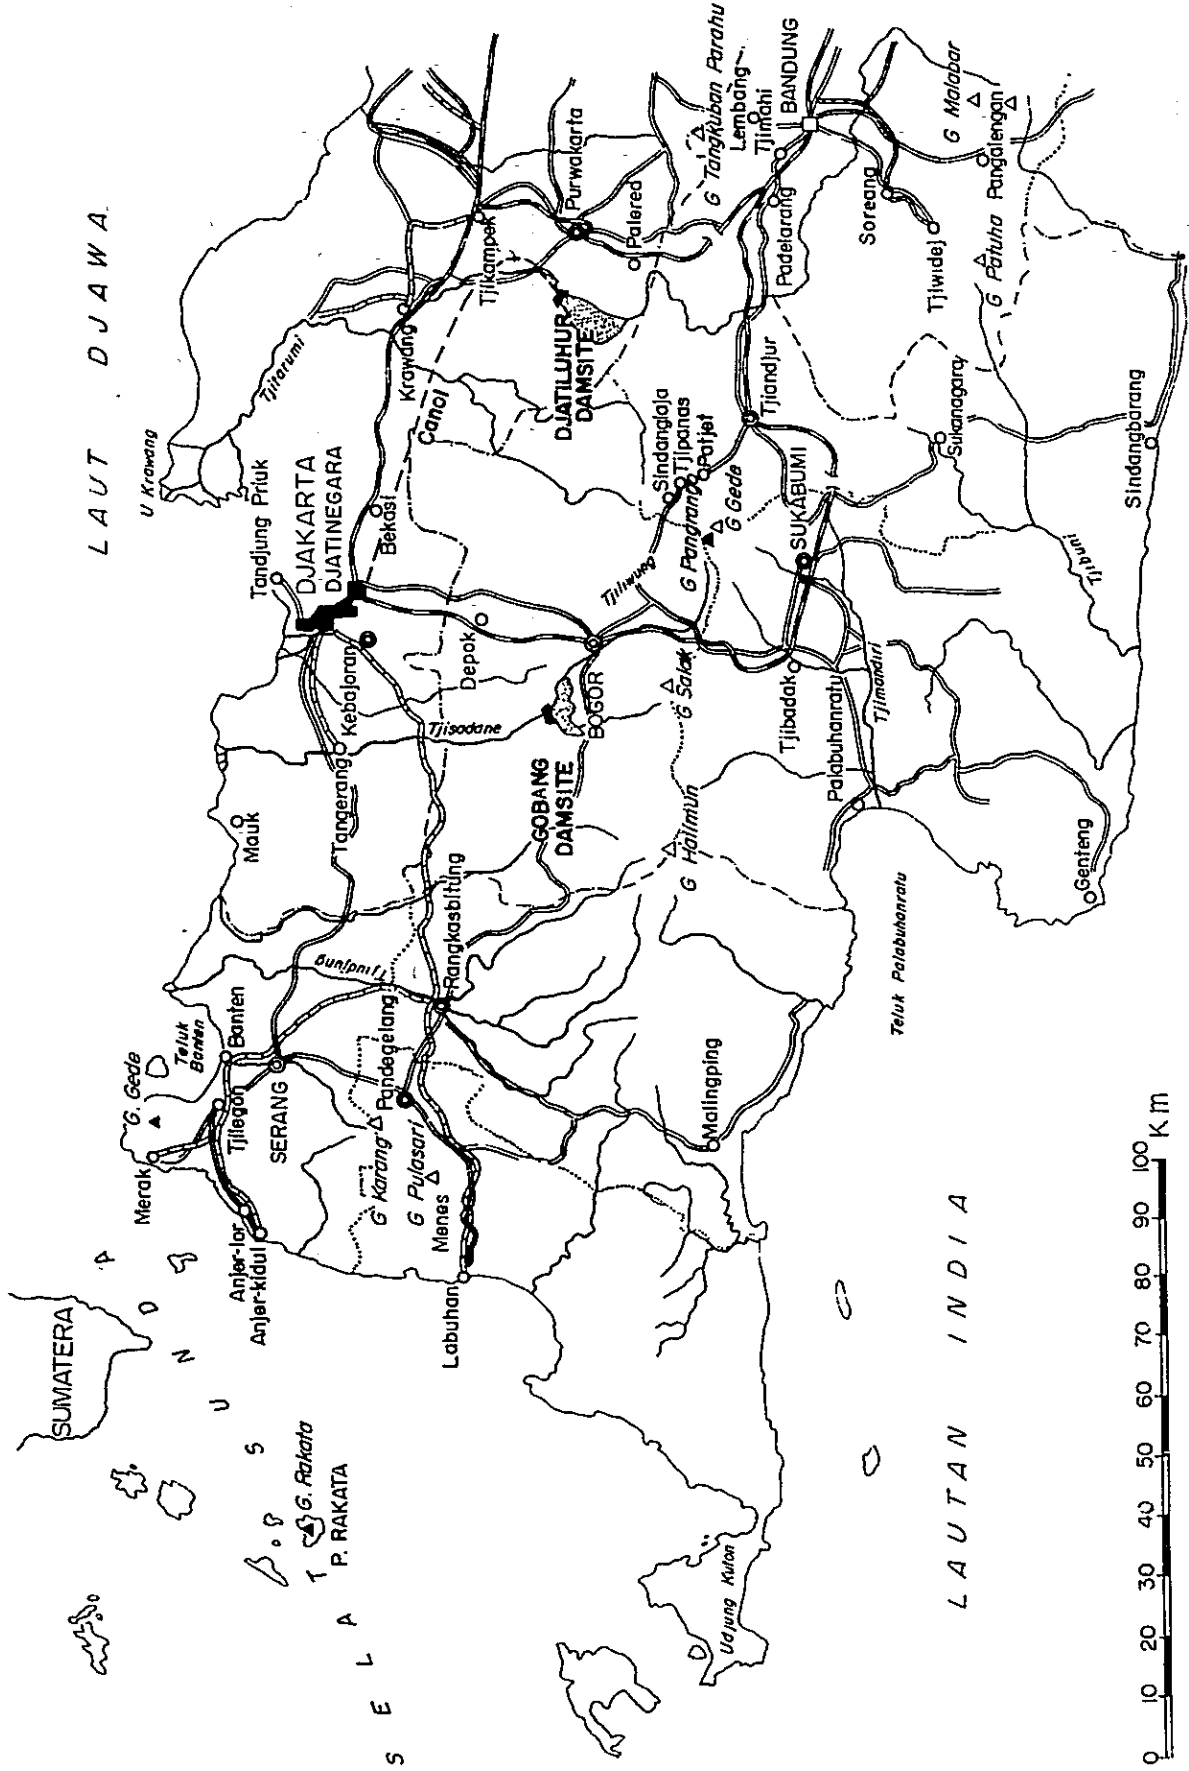 LAUT DJAWA
SUMATERA
SELAT SUNDA
U Krawang
Tandjung Priuk
DJAKARTA
DJATINEGARA
Tjitarumi
Merak
G. Gede
Teluk
Banten
Banten
Tjilegon
SERANG
Anjer-lor
Anjer-kidul
Mauk
Tangerang
Kebajoran
Bekasi
Krawang
Canal
Tjikampek
Purwakarta
Palered
DJATILUHUR
DAMSITE
Depok
Tjisadane
Tjiudjung
Rangkasbitung
Pandegelang
G Karang
G Pulasari
Menes
Labuhan
G. Rakata
P. RAKATA
GOBANG
DAMSITE
BOGOR
Tjiliwung
Sindanglaja
Tjipanas
Patjet
G Pangrang
G Gede
G Salak
G Halimun
Tjiandjur
Padelarang
G Tangkuban Parahu
Lembang
Tjimahi
BANDUNG
Soreang
Tjiwidej
G Malabar
Pangalengan
G Patuha
SUKABUMI
Tjibadak
Sukanagara
Tjimandiri
Palabuhanratu
Teluk Palabuhanratu
Tjibuni
Sindangbarang
Genteng
Malingping
Udjung Kulon
LAUTAN INDIA
0 10 20 30 40 50 60 70 80 90 100
Km